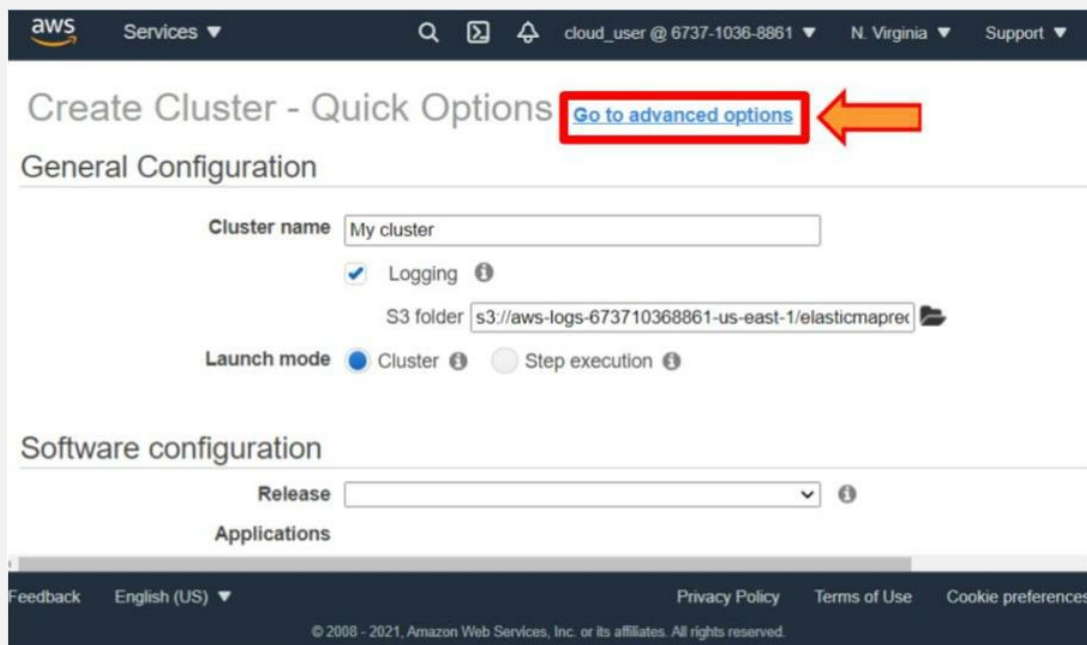 aws Services cloud_user @ 6737-1036-8861 N. Virginia Support
Create Cluster - Quick Options Go to advanced options
General Configuration
Cluster name My cluster
Logging
S3 folder s3://aws-logs-673710368861-us-east-1/elasticmaprec
Launch mode Cluster Step execution
Software configuration
Release
Applications
Feedback English (US) Privacy Policy Terms of Use Cookie preferences
© 2008 - 2021, Amazon Web Services, Inc. or its affiliates. All rights reserved.